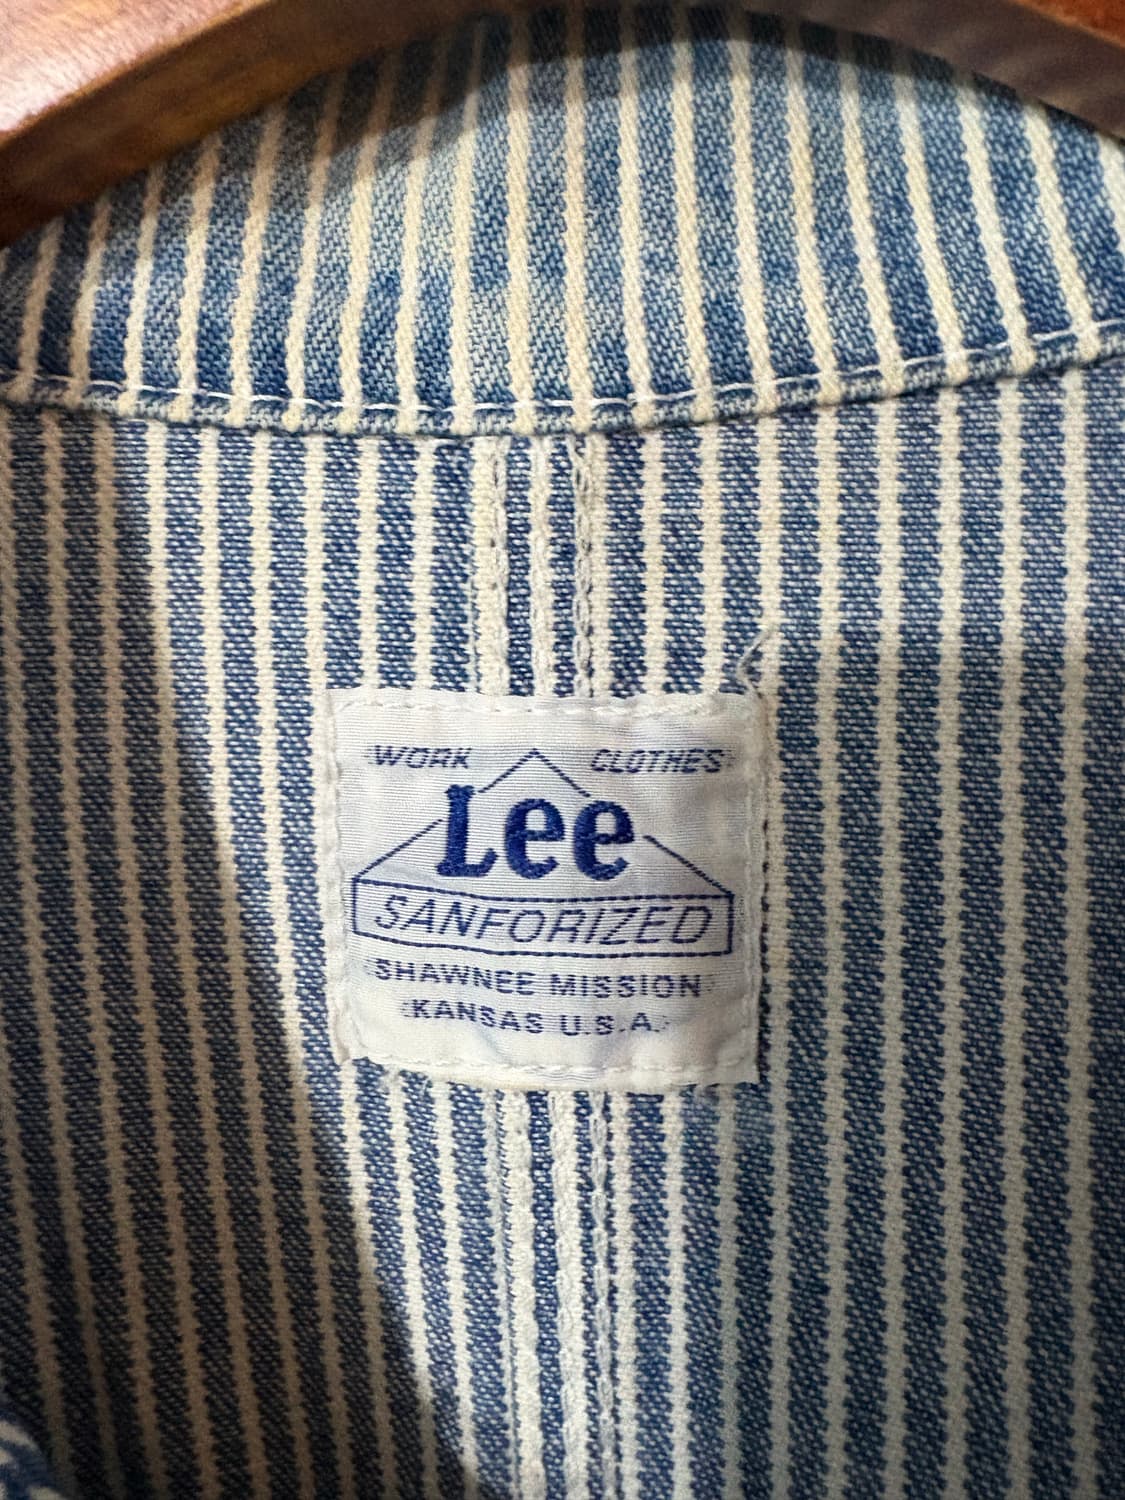 WORK CLOTHES
Lee
SANFORIZED
SHAWNEE MISSION
KANSAS U.S.A.